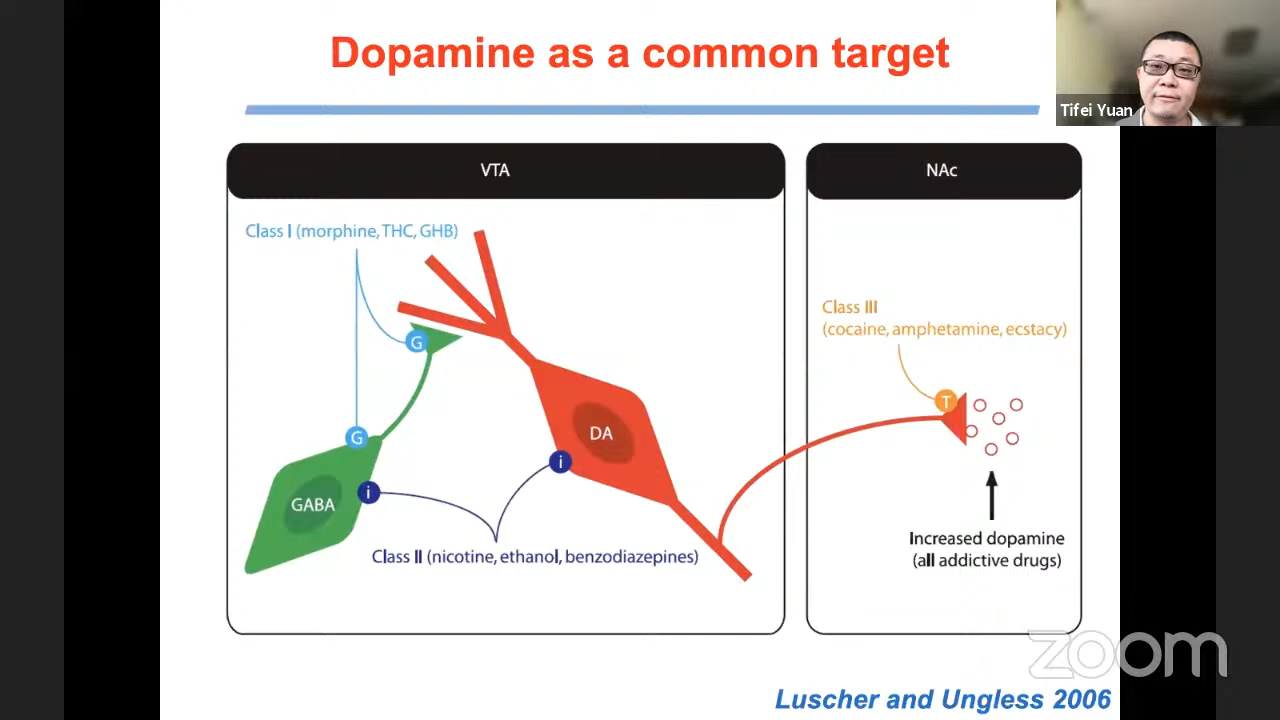 Dopamine as a common target
Tifei Yuan
VTA
NAc
Class I (morphine, THC, GHB)
G
G
GABA
i
i
DA
Class II (nicotine, ethanol, benzodiazepines)
Class III
(cocaine, amphetamine, ecstacy)
T
Increased dopamine
(all addictive drugs)
zoom
Luscher and Ungless 2006